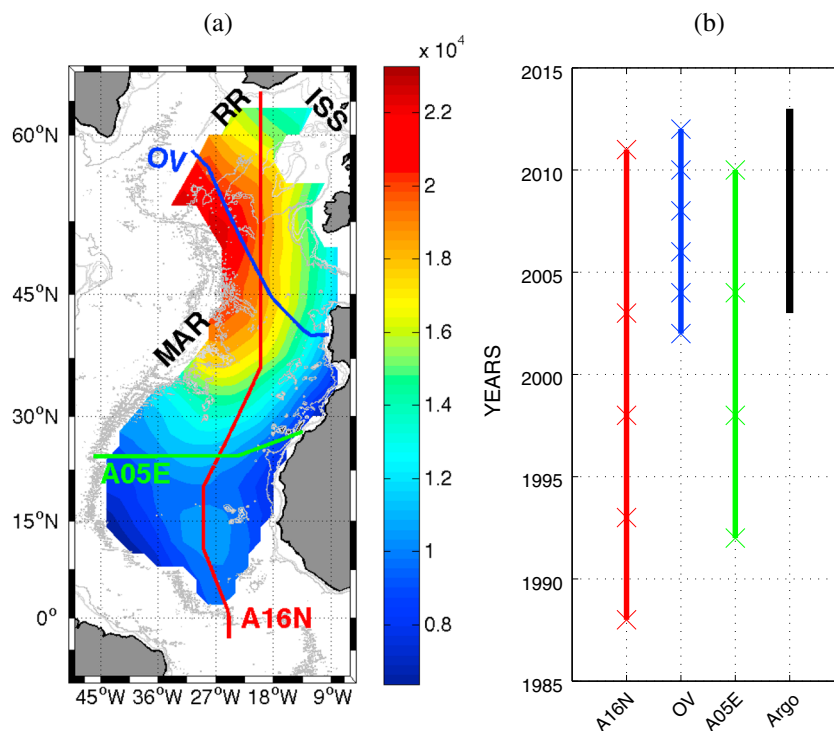 (a)
(b)
x 10⁴
60°N
45°N
30°N
15°N
0°
45°W 36°W 27°W 18°W 9°W
RR
ISS
OV
MAR
A05E
A16N
2.2
2
1.8
1.6
1.4
1.2
1
0.8
YEARS
2015
2010
2005
2000
1995
1990
1985
A16N
OV
A05E
Argo